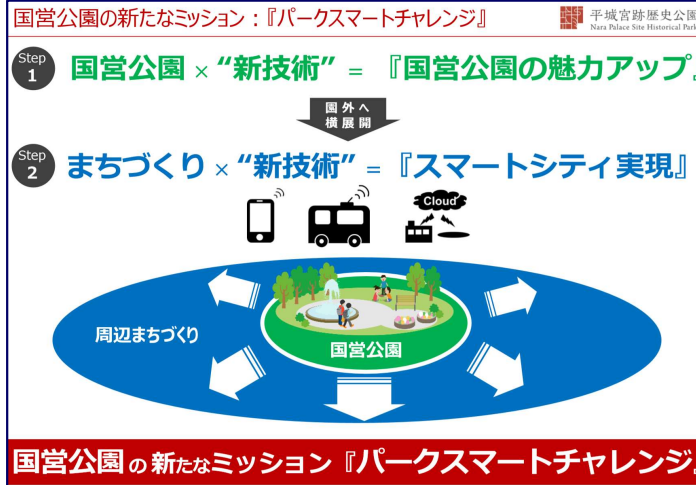 国営公園の新たなミッション：『パークスマートチャレンジ』
平城宮跡歴史公園
Nara Palace Site Historical Park
Step
1
国営公園 × “新技術” = 『国営公園の魅力アップ』
園外へ
横展開
Step
2
まちづくり × “新技術” = 『スマートシティ実現』
Cloud
周辺まちづくり
国営公園
国営公園の新たなミッション『パークスマートチャレンジ』